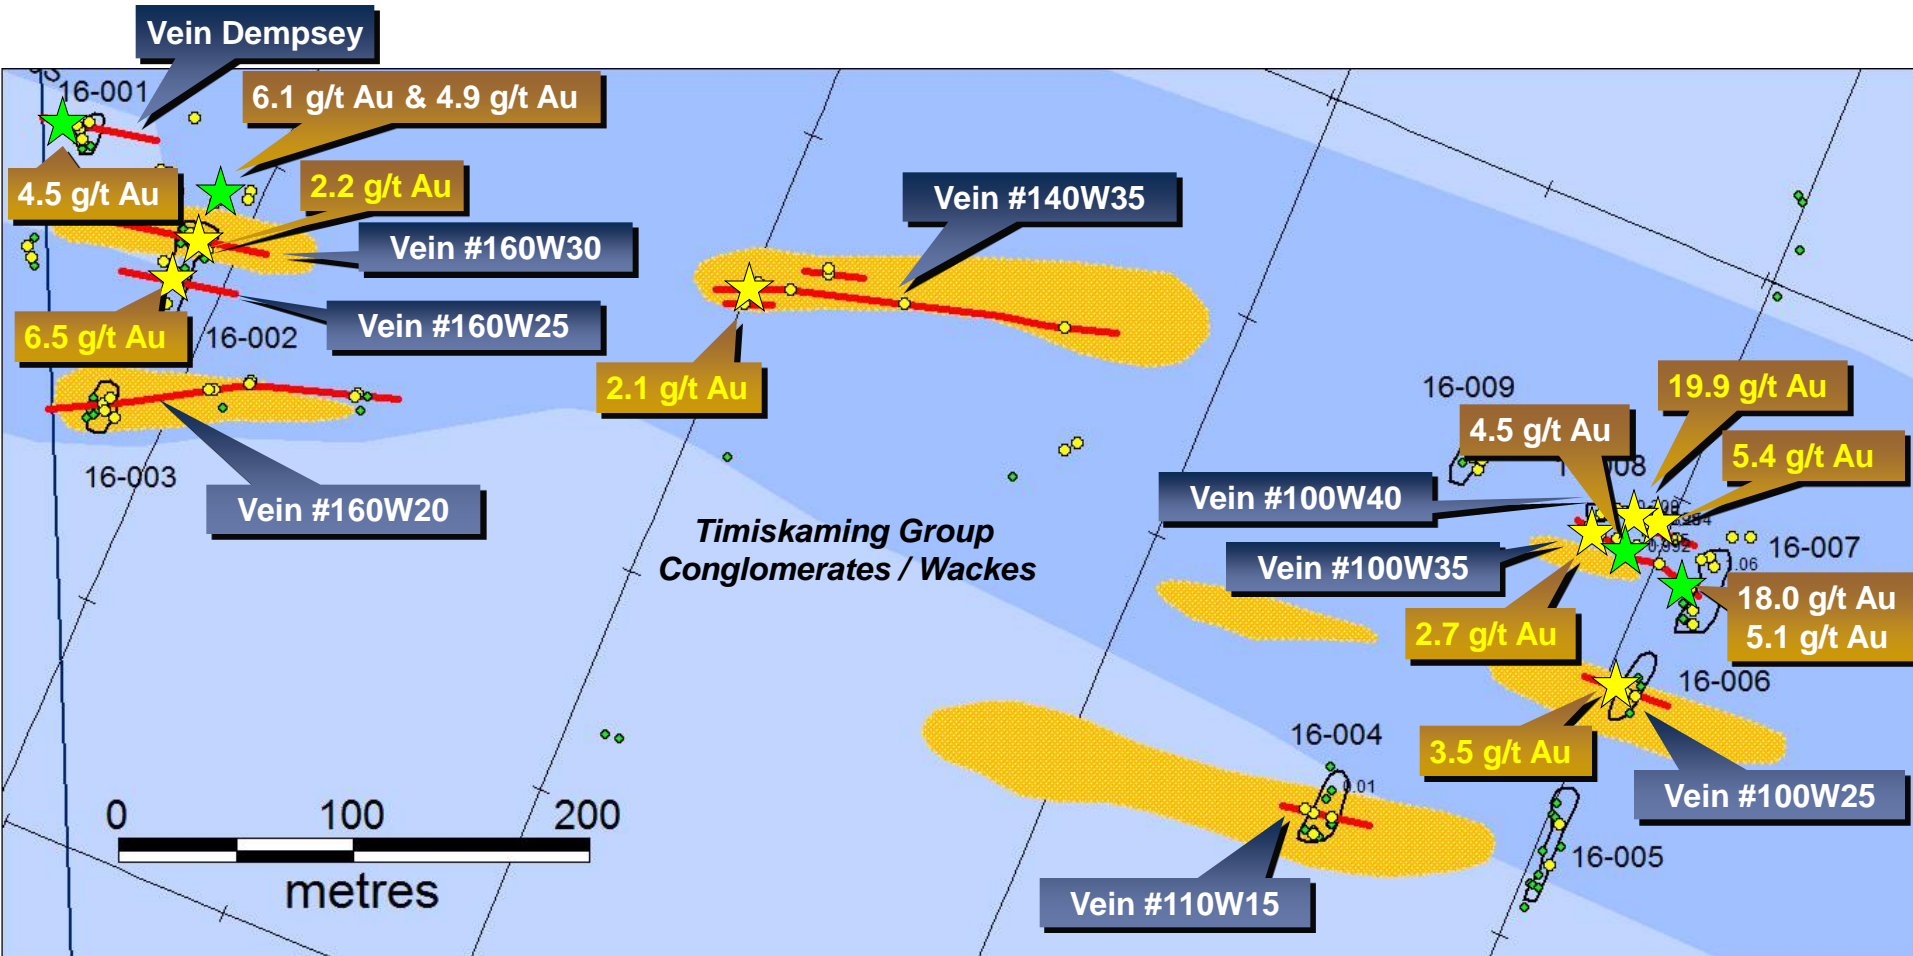 Vein Dempsey
16-001
6.1 g/t Au & 4.9 g/t Au
4.5 g/t Au
2.2 g/t Au
Vein #140W35
Vein #160W30
Vein #160W25
6.5 g/t Au
16-002
2.1 g/t Au
16-009
19.9 g/t Au
4.5 g/t Au
5.4 g/t Au
16-003
Vein #160W20
Vein #100W40
Timiskaming Group
Conglomerates / Wackes
16-007
Vein #100W35
1.06
18.0 g/t Au
5.1 g/t Au
2.7 g/t Au
16-006
16-004
3.5 g/t Au
0.01
Vein #100W25
0 100 200
metres
16-005
Vein #110W15